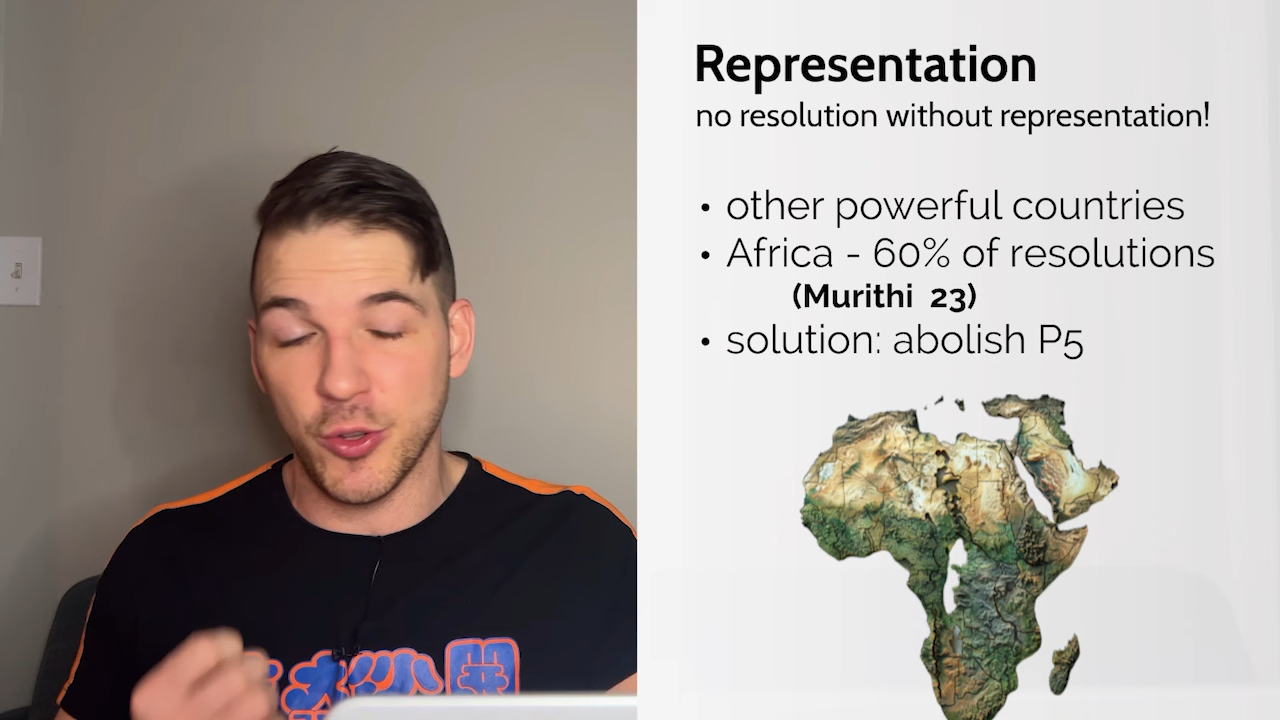 Representation
no resolution without representation!
• other powerful countries
• Africa - 60% of resolutions
(Murithi 23)
• solution: abolish P5